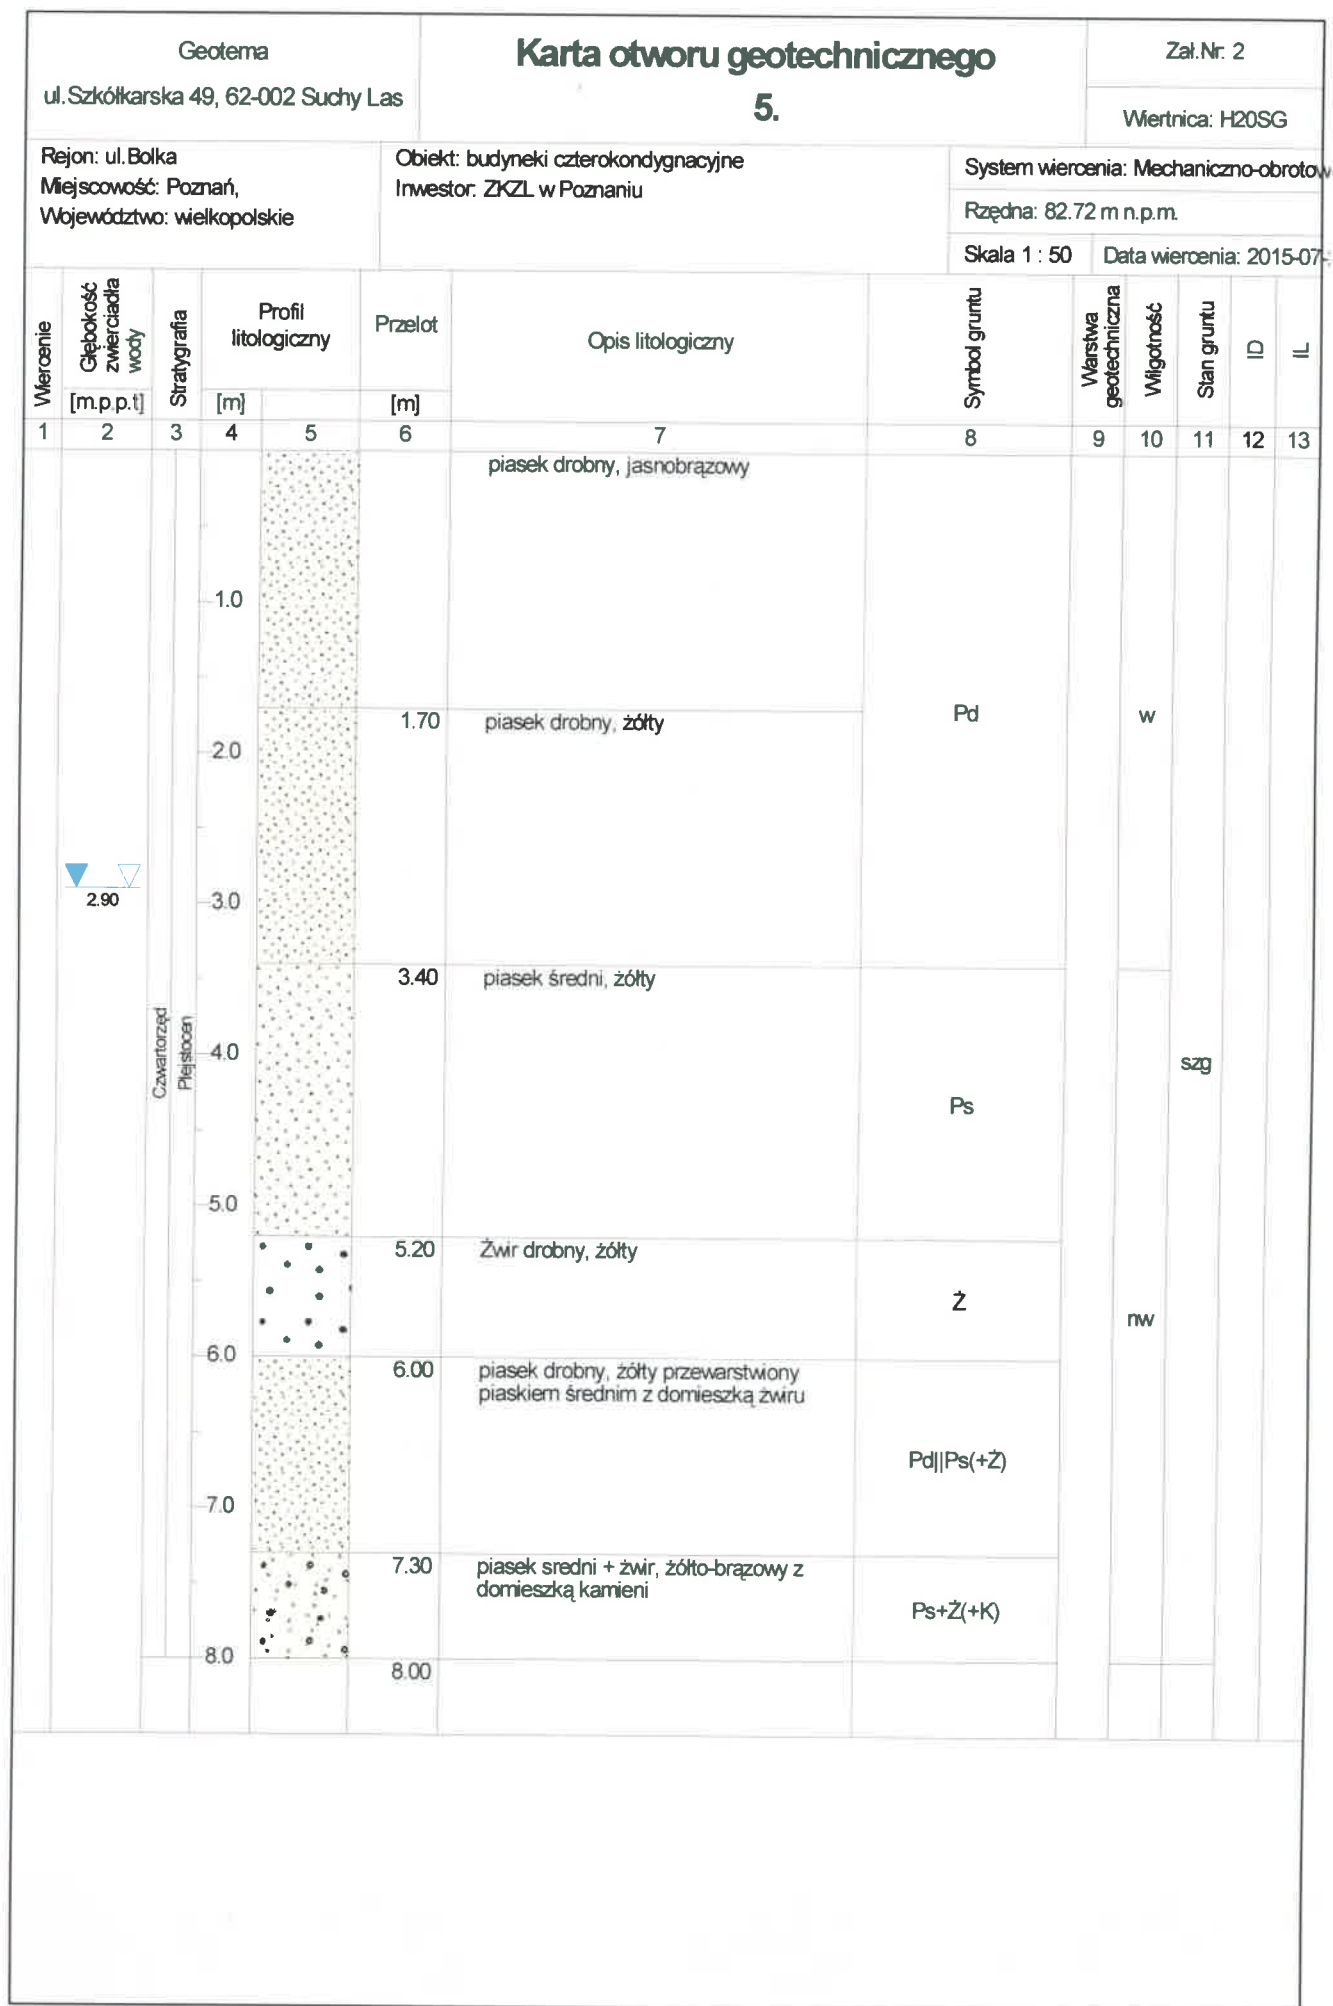 Geotema
ul.Szkółkarska 49, 62-002 Suchy Las
Karta otworu geotechnicznego
5.
Zał.Nr: 2
Wiertnica: H20SG
Rejon: ul.Bolka
Miejscowość: Poznań,
Województwo: wielkopolskie
Obiekt: budyneki czterokondygnacyjne
Inwestor: ZKZL w Poznaniu
System wiercenia: Mechaniczno-obrotow
Rzędna: 82.72 m n.p.m.
Skala 1 : 50 Data wiercenia: 2015-07-
Wiercenie
Głębokość
zwierciadła
wody
[m.p.p.t]
Stratygrafia
Profil
litologiczny
[m]
Przelot
[m]
Opis litologiczny
Symbol gruntu
Warstwa
geotechniczna
Wilgotność
Stan gruntu
ID
IL
1 2 3 4 5 6 7 8 9 10 11 12 13
piasek drobny, jasnobrązowy
1.0
1.70 piasek drobny, żółty
Pd w
2.0
2.90
3.0
3.40 piasek średni, żółty
Czwartorzęd
Plejstocen
4.0
szg
Ps
5.0
5.20 Żwir drobny, żółty
Ż
nw
6.0
6.00 piasek drobny, żółty przewarstwiony
piaskiem średnim z domieszką żwiru
Pd||Ps(+Ż)
7.0
7.30 piasek sredni + żwir, żółto-brązowy z
domieszką kamieni
Ps+Ż(+K)
8.0
8.00